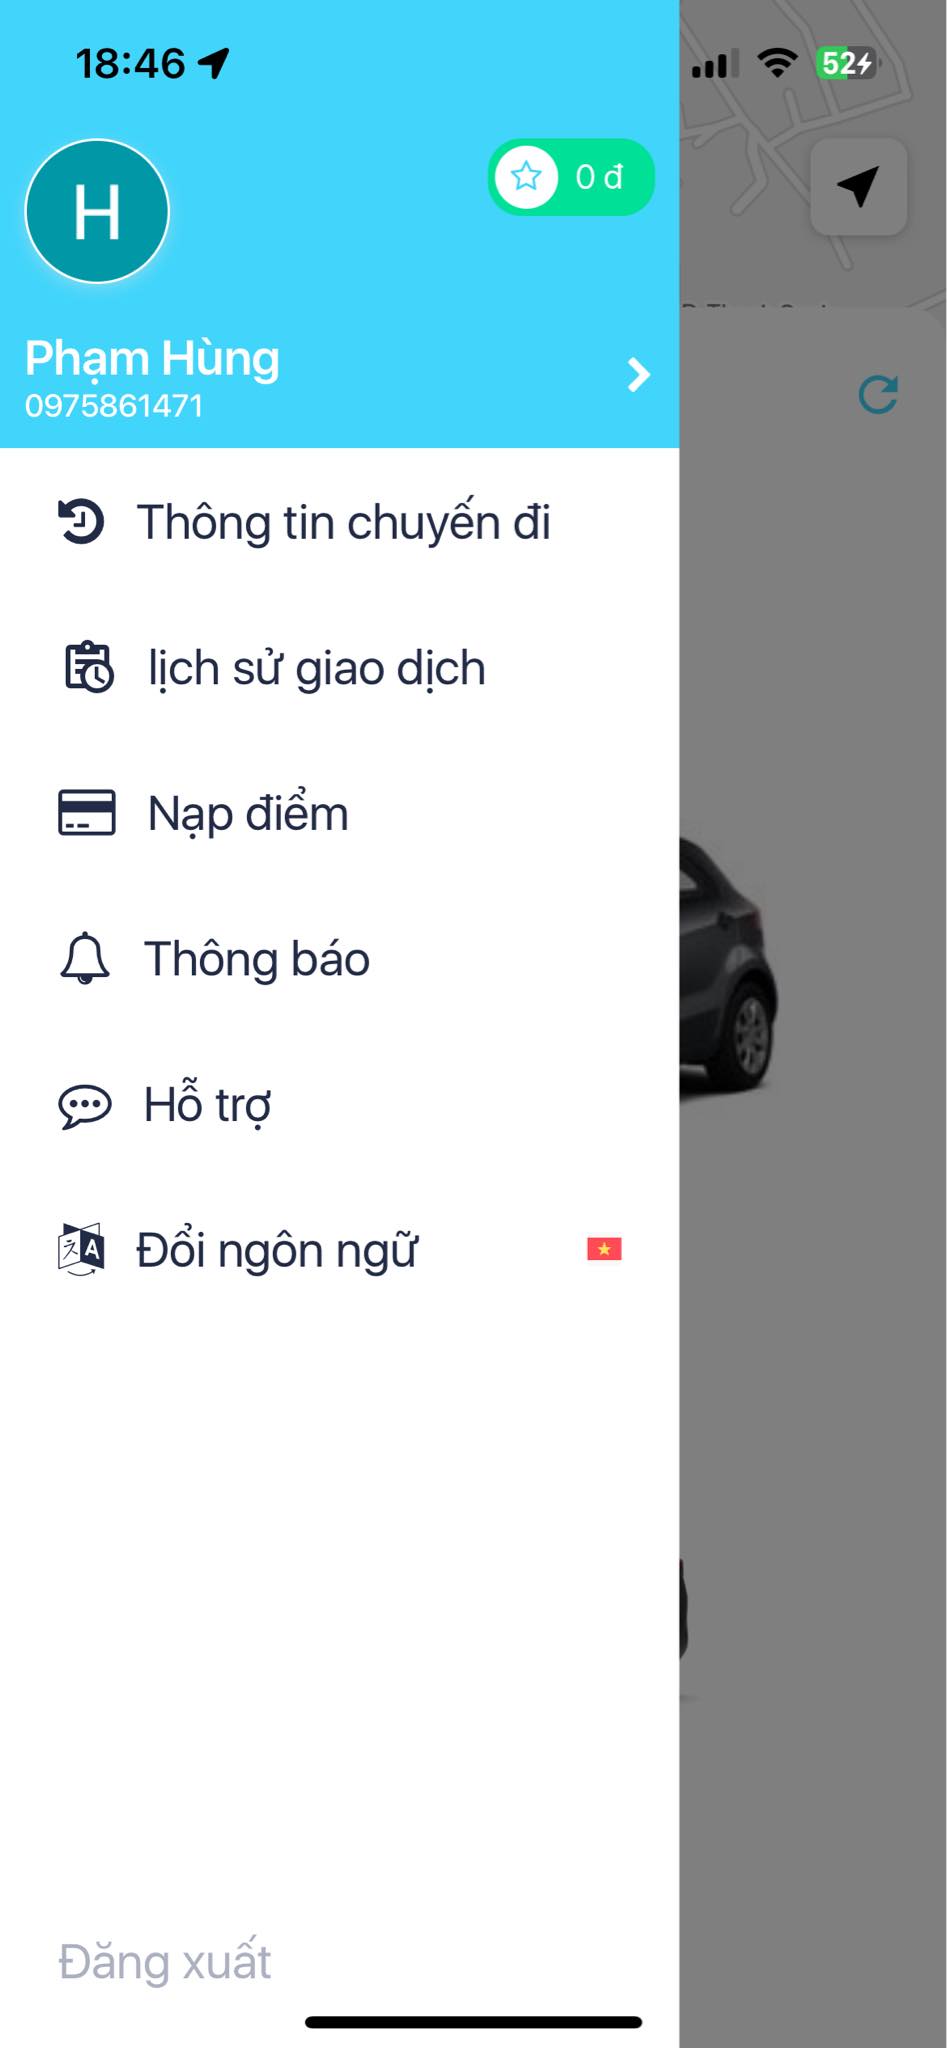 18:46
52
H
0 đ
Phạm Hùng
0975861471
Thông tin chuyến đi
lịch sử giao dịch
Nạp điểm
Thông báo
Hỗ trợ
Đổi ngôn ngữ
Đăng xuất